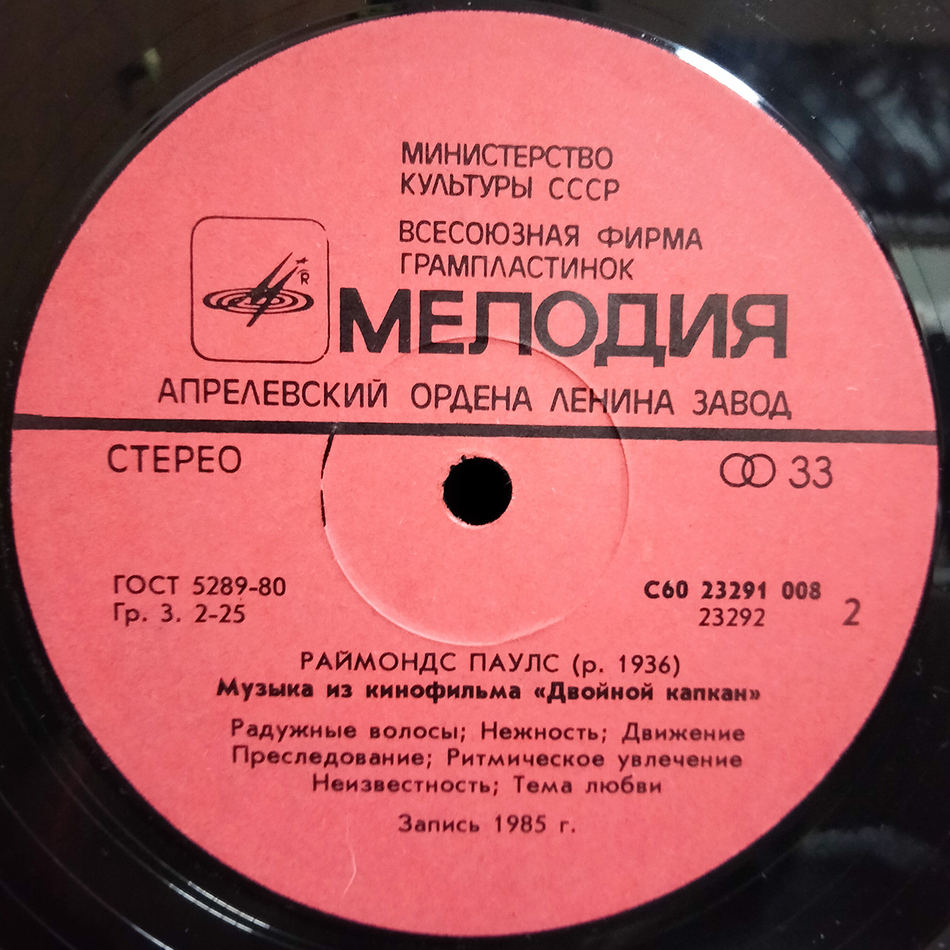 МИНИСТЕРСТВО
КУЛЬТУРЫ СССР
ВСЕСОЮЗНАЯ ФИРМА
ГРАМПЛАСТИНОК
®
МЕЛОДИЯ
АПРЕЛЕВСКИЙ ОРДЕНА ЛЕНИНА ЗАВОД
СТЕРЕО
33
ГОСТ 5289-80
Гр. 3. 2-25
С60 23291 008
23292
2
РАЙМОНДС ПАУЛС (р. 1936)
Музыка из кинофильма «Двойной капкан»
Радужные волосы; Нежность; Движение
Преследование; Ритмическое увлечение
Неизвестность; Тема любви
Запись 1985 г.